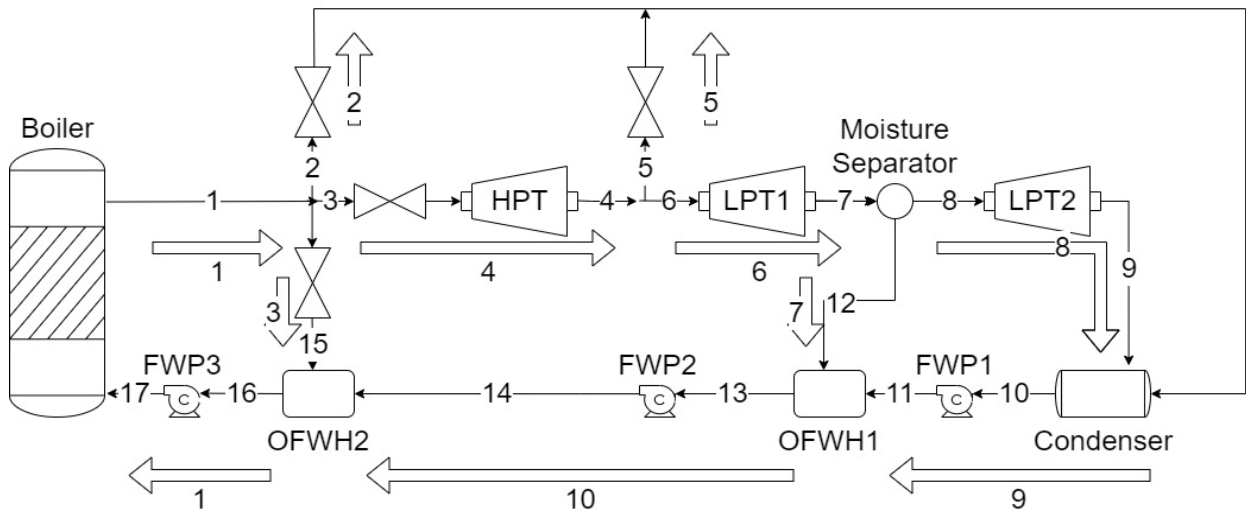 2
5
Boiler
Moisture
Separator
2
5
1
3
HPT
4
6
LPT1
7
8
LPT2
1
4
6
8
9
3
7
12
15
FWP3
FWP2
FWP1
17
C
16
14
C
13
11
C
10
OFWH2
OFWH1
Condenser
1
10
9